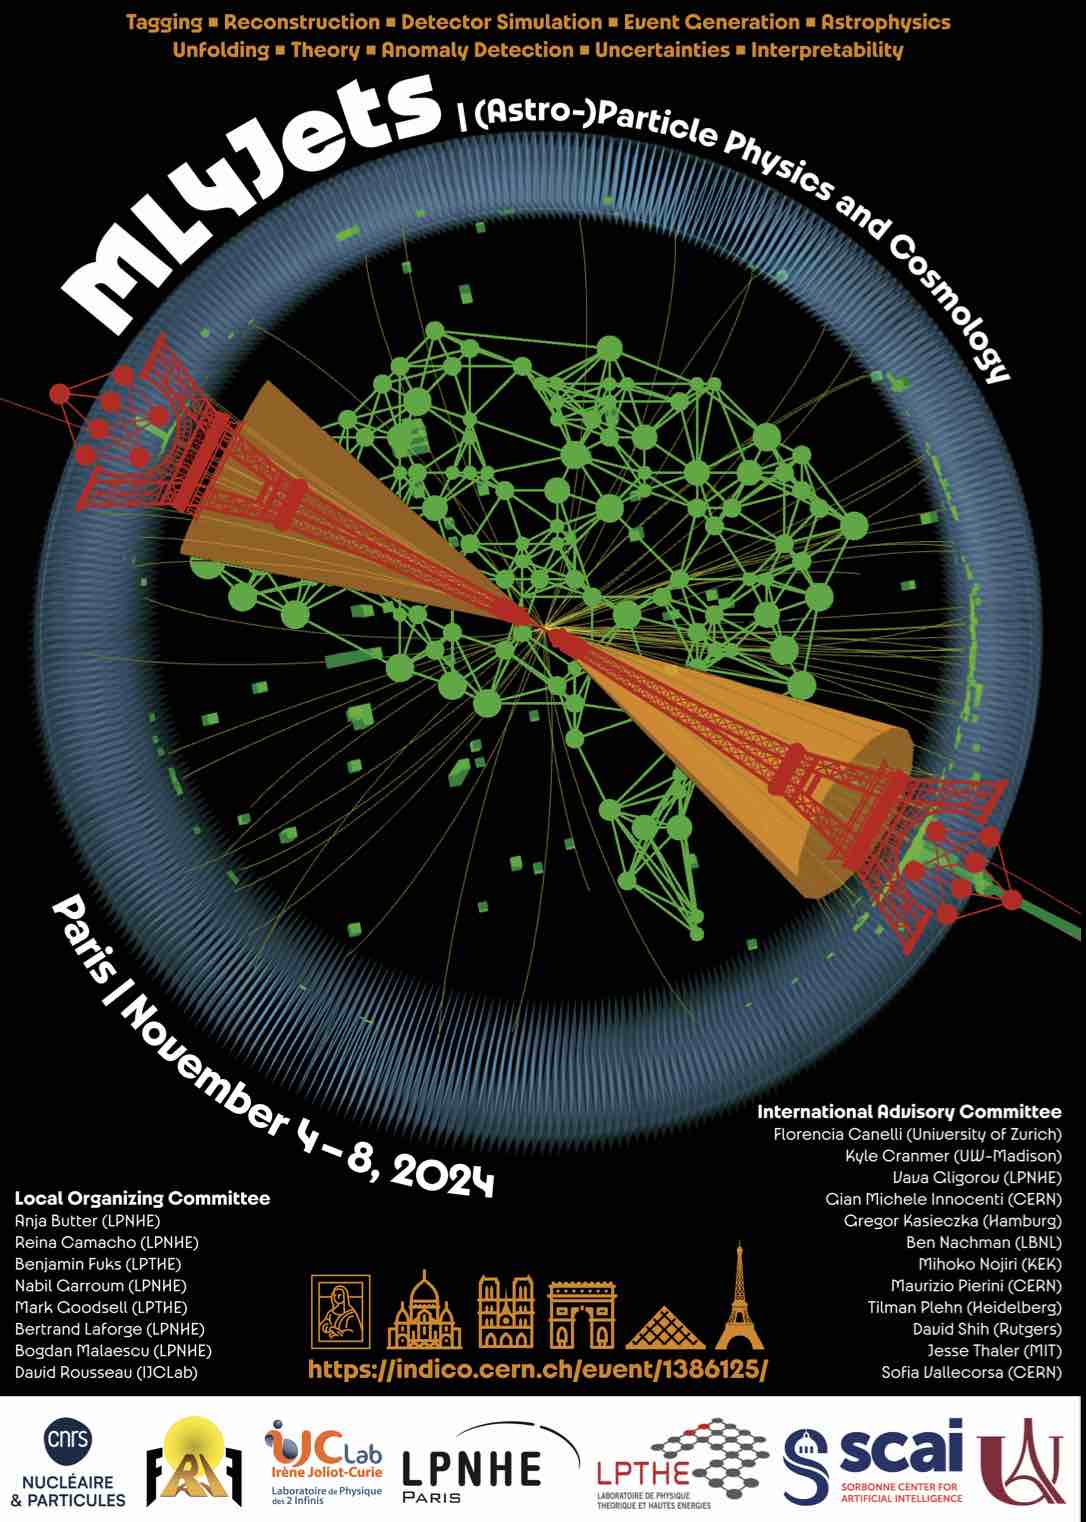 Tagging ▪ Reconstruction ▪ Detector Simulation ▪ Event Generation ▪ Astrophysics
Unfolding ▪ Theory ▪ Anomaly Detection ▪ Uncertainties ▪ Interpretability
ML4Jets | (Astro-)Particle Physics and Cosmology
Paris | November 4-8, 2024
Local Organizing Committee
Anja Butter (LPNHE)
Reina Camacho (LPNHE)
Benjamin Fuks (LPTHE)
Nabil Garroum (LPNHE)
Mark Goodsell (LPTHE)
Bertrand Laforge (LPNHE)
Bogdan Malaescu (LPNHE)
David Rousseau (IJCLab)
International Advisory Committee
Florencia Canelli (University of Zurich)
Kyle Cranmer (UW-Madison)
Vava Gligorov (LPNHE)
Gian Michele Innocenti (CERN)
Gregor Kasieczka (Hamburg)
Ben Nachman (LBNL)
Mihoko Nojiri (KEK)
Maurizio Pierini (CERN)
Tilman Plehn (Heidelberg)
David Shih (Rutgers)
Jesse Thaler (MIT)
Sofia Vallecorsa (CERN)
https://indico.cern.ch/event/1386125/
cnrs
NUCLÉAIRE
& PARTICULES
IJCLab
Irène Joliot-Curie
Laboratoire de Physique
des 2 Infinis
LPNHE
PARIS
LPTHE
LABORATOIRE DE PHYSIQUE
THEORIQUE ET HAUTES ENERGIES
scai
SORBONNE CENTER FOR
ARTIFICIAL INTELLIGENCE